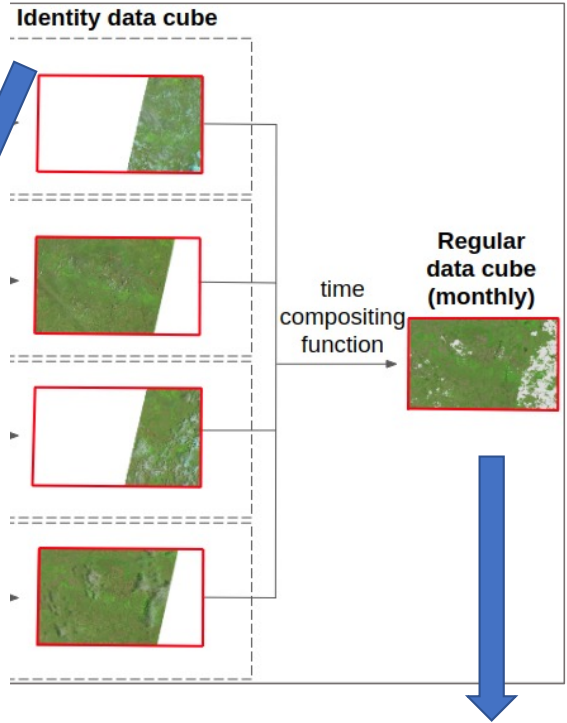 Identity data cube
Regular
data cube
(monthly)
time
compositing
function